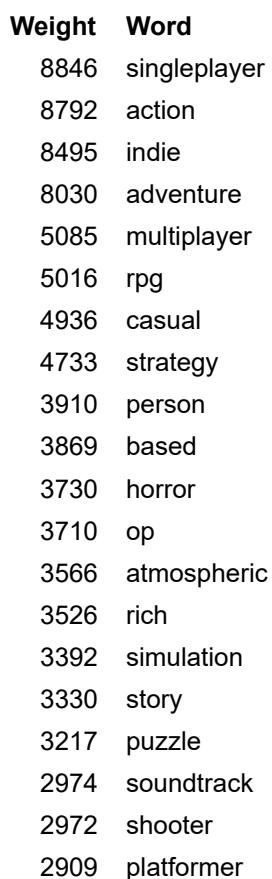 Weight Word
8846 singleplayer
8792 action
8495 indie
8030 adventure
5085 multiplayer
5016 rpg
4936 casual
4733 strategy
3910 person
3869 based
3730 horror
3710 op
3566 atmospheric
3526 rich
3392 simulation
3330 story
3217 puzzle
2974 soundtrack
2972 shooter
2909 platformer